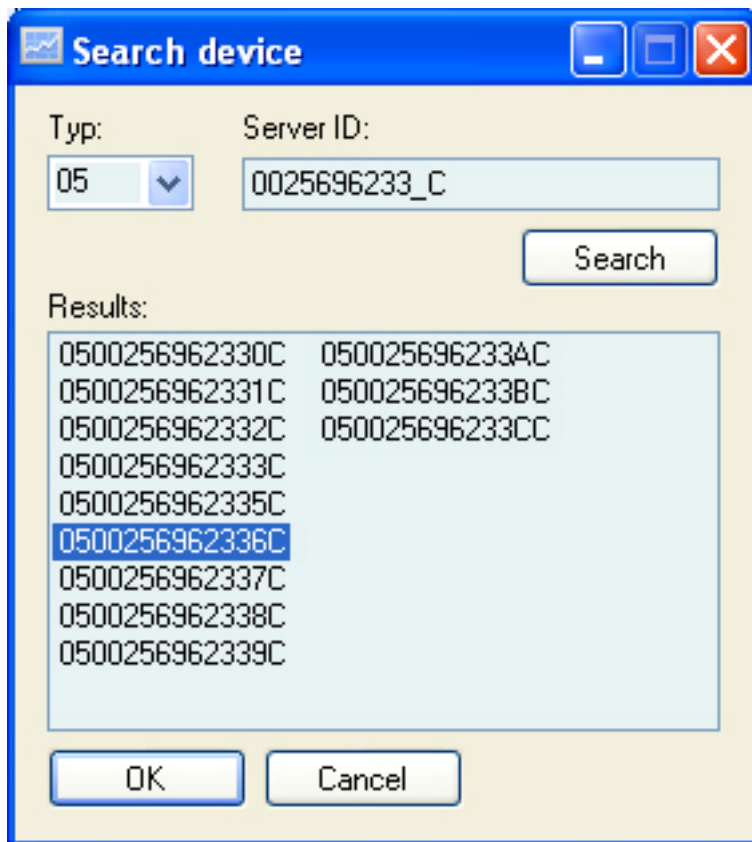 Search device
Typ: Server ID:
05 0025696233_C
Search
Results:
0500256962330C 050025696233AC
0500256962331C 050025696233BC
0500256962332C 050025696233CC
0500256962333C
0500256962335C
0500256962336C
0500256962337C
0500256962338C
0500256962339C
OK Cancel